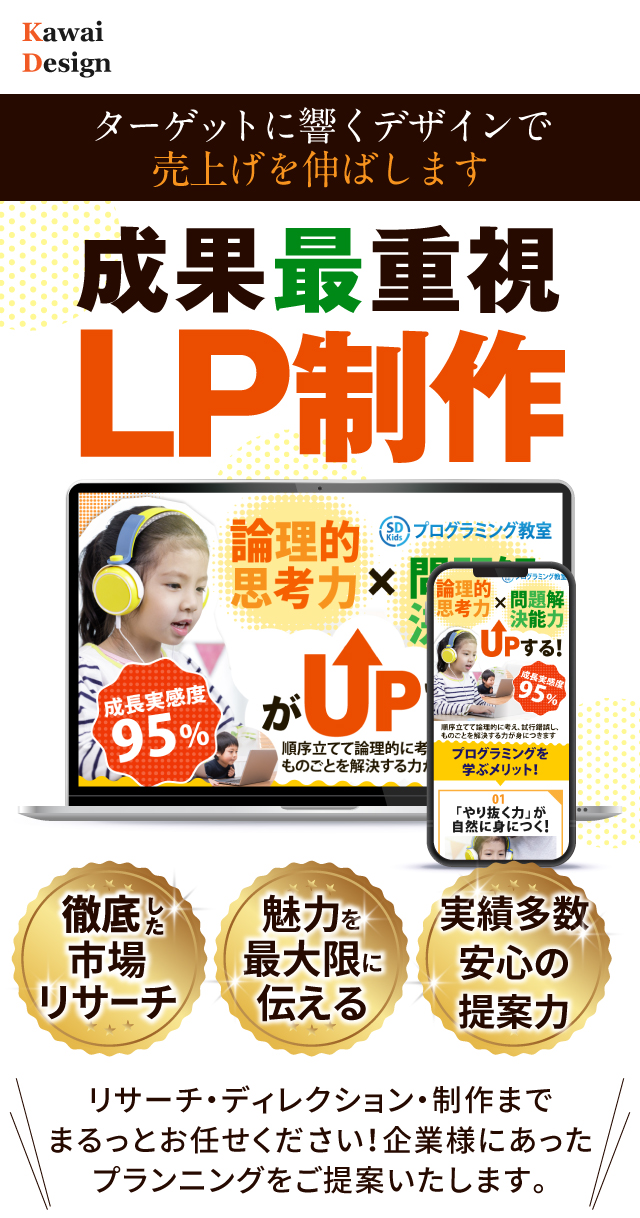 Kawai
Design
ターゲットに響くデザインで
売上げを伸ばします
成果最重視
LP制作
論理的
思考力
×
SD
Kids
プログラミング教室
がUP
成長実感度
95%
順序立てて論理的に考
ものごとを解決する力が
プログラミング教室
論理的
思考力
×
問題解
決能力
UPする!
成長実感度
95%
順序立てて論理的に考え、試行錯誤し、
ものごとを解決する力が身につきます
プログラミングを
学ぶメリット!
01
「やり抜く力」が
自然に身につく!
徹底した
市場
リサーチ
魅力を
最大限に
伝える
実績多数
安心の
提案力
リサーチ・ディレクション・制作まで
まるっとお任せください!企業様にあった
プランニングをご提案いたします。